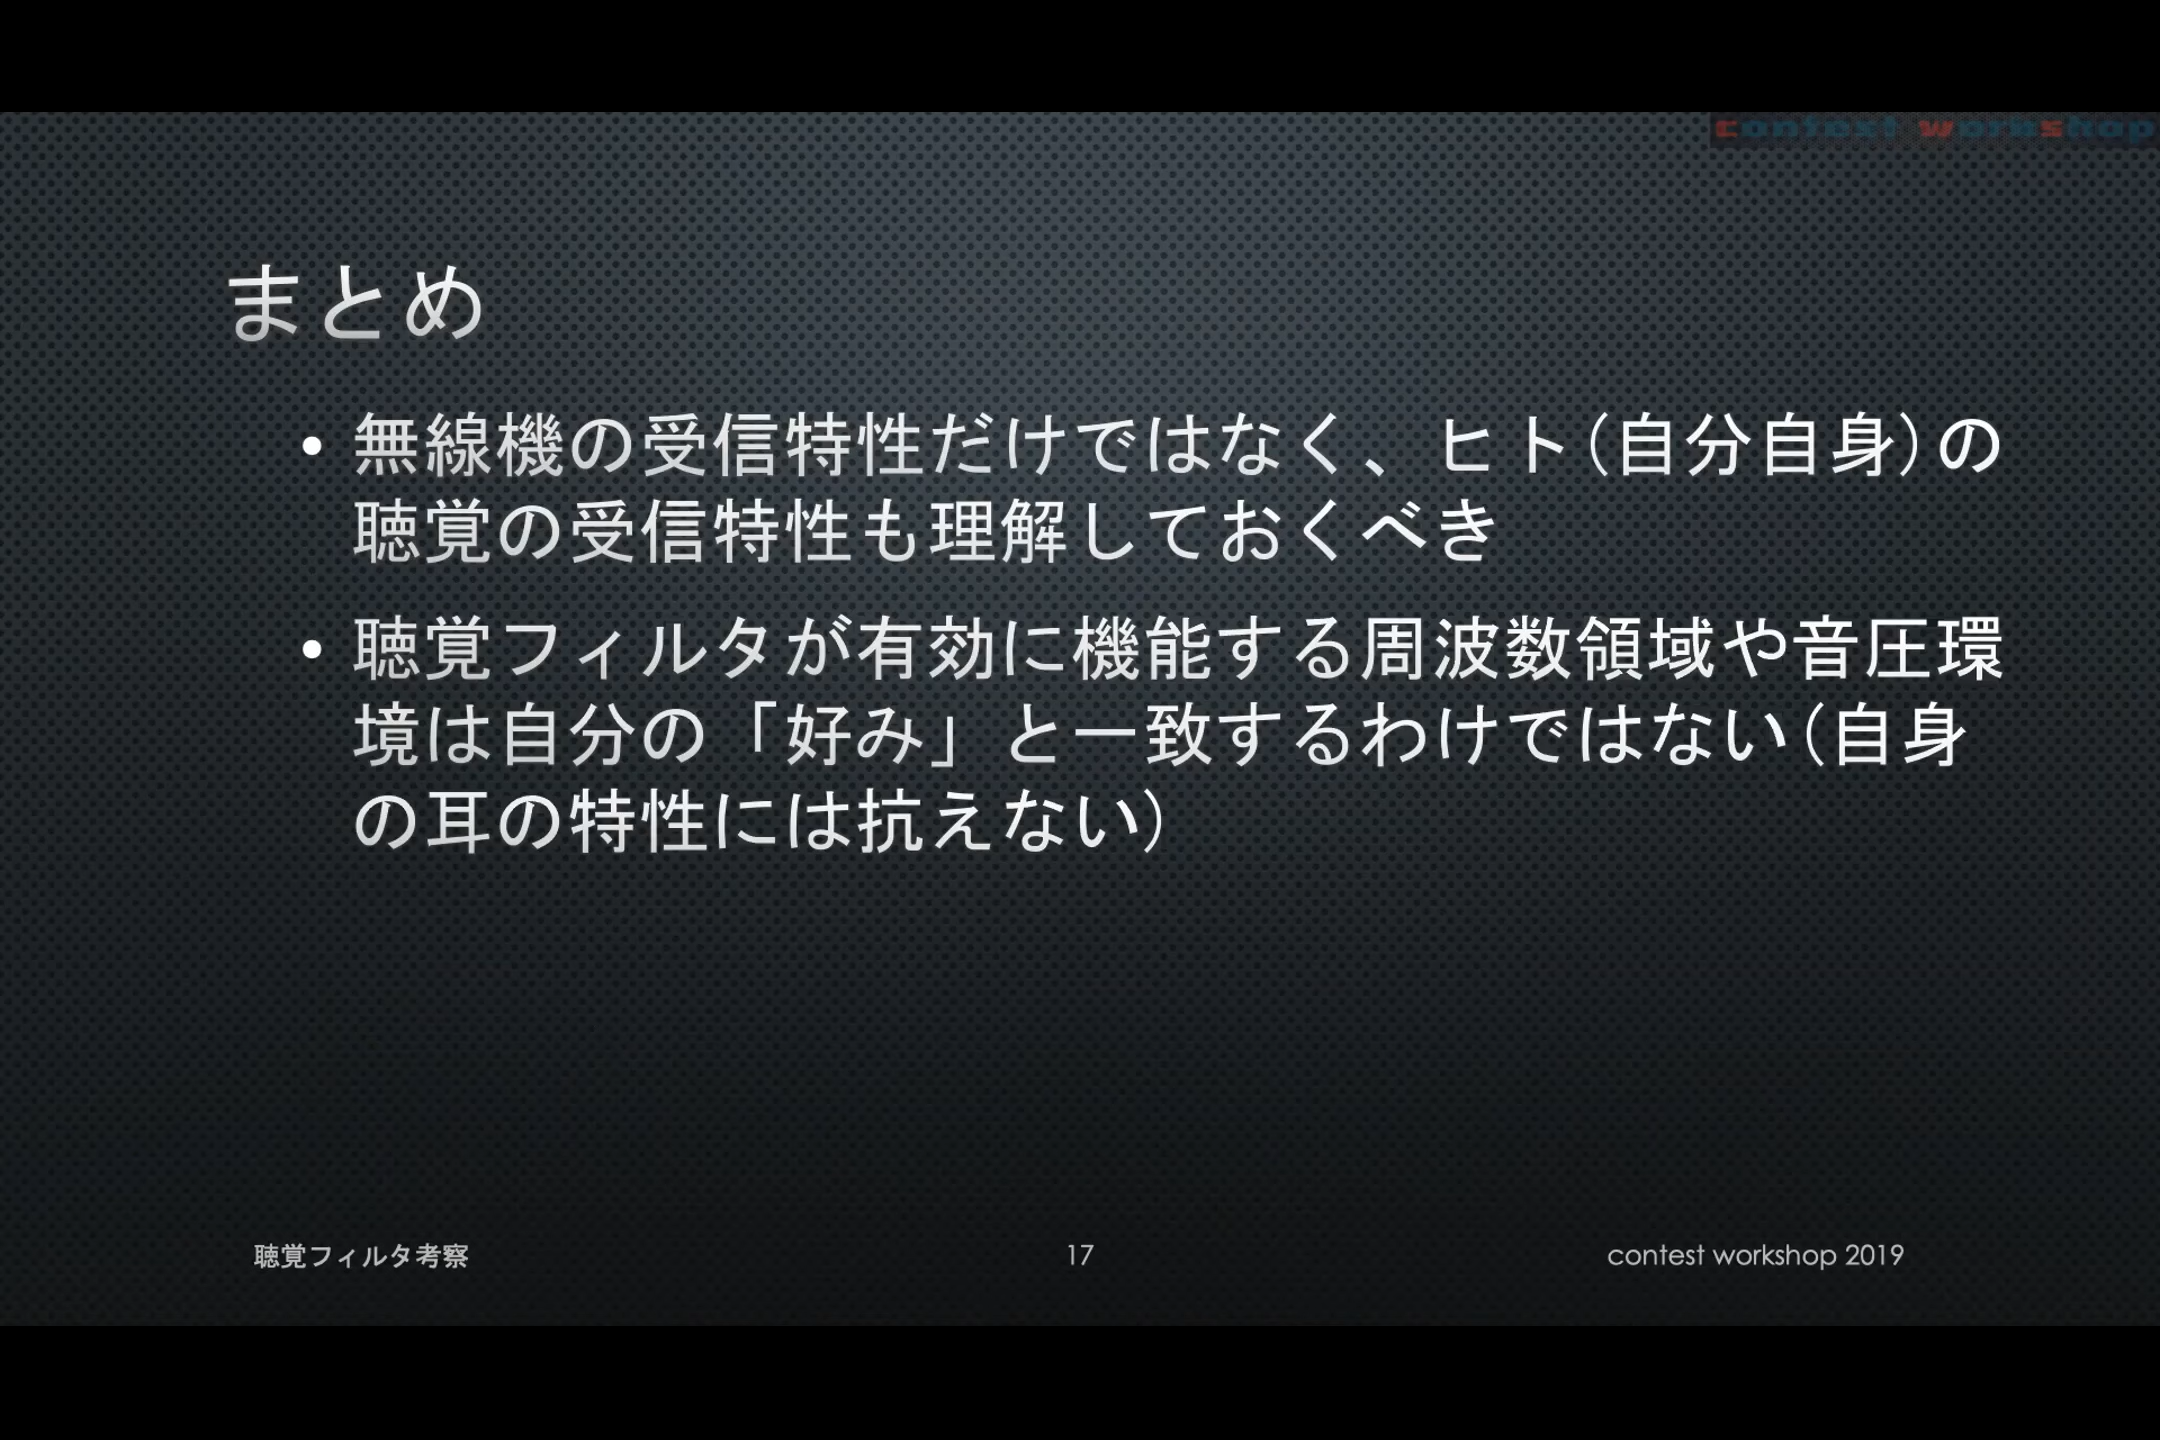 contest workshop
まとめ
• 無線機の受信特性だけではなく、ヒト(自分自身)の
聴覚の受信特性も理解しておくべき
• 聴覚フィルタが有効に機能する周波数領域や音圧環
境は自分の「好み」と一致するわけではない(自身
の耳の特性には抗えない)
聴覚フィルタ考察
17
contest workshop 2019